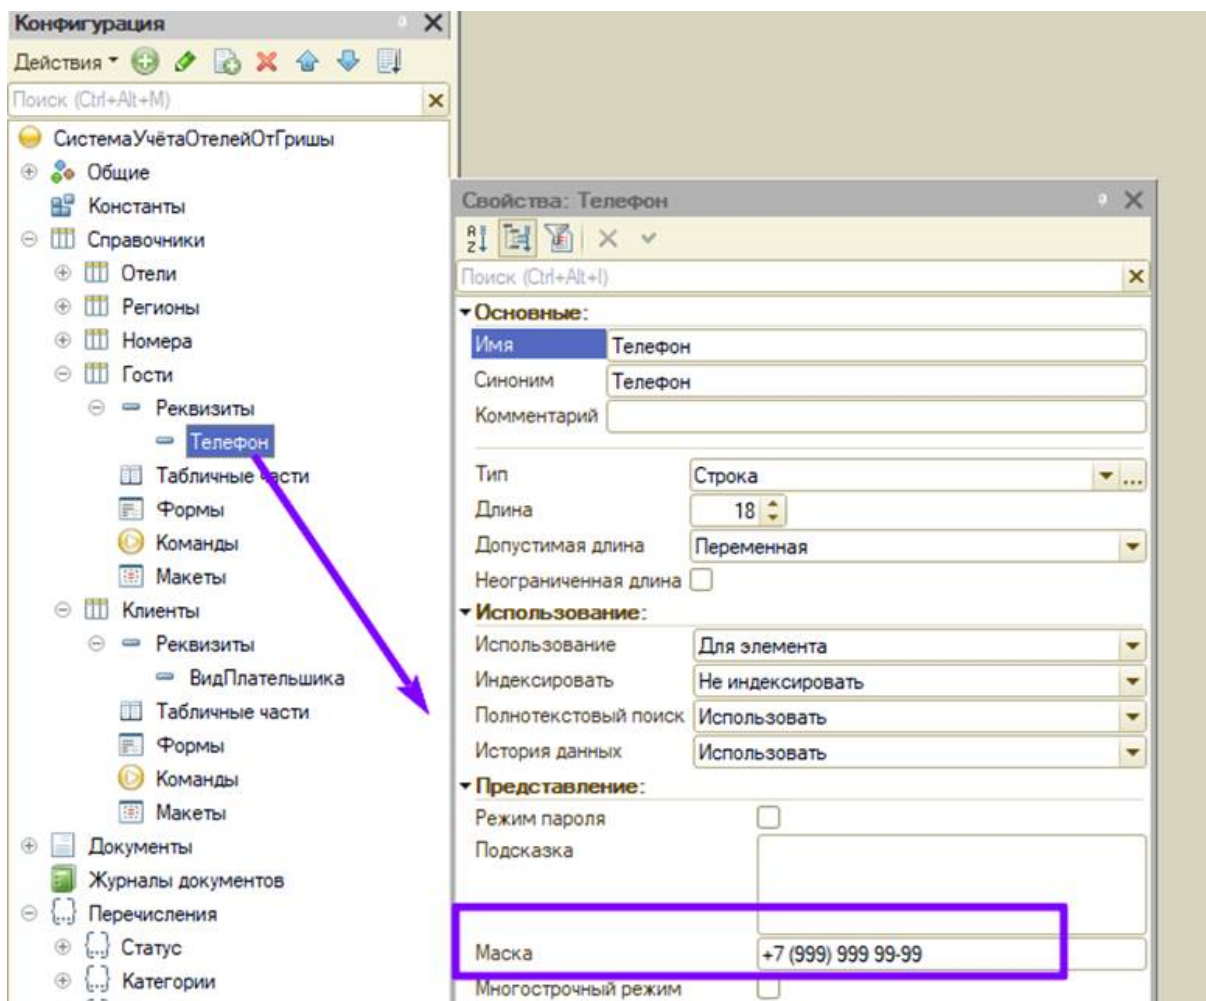 Конфигурация
Действия
Поиск (Ctrl+Alt+M)
СистемаУчётаОтелейОтГриши
Общие
Константы
Справочники
Отели
Регионы
Номера
Гости
Реквизиты
Телефон
Табличные части
Формы
Команды
Макеты
Клиенты
Реквизиты
ВидПлательшика
Табличные части
Формы
Команды
Макеты
Документы
Журналы документов
Перечисления
Статус
Категории
Свойства: Телефон
Поиск (Ctrl+Alt+I)
Основные:
Имя Телефон
Синоним Телефон
Комментарий
Тип Строка
Длина 18
Допустимая длина Переменная
Неограниченная длина
Использование:
Использование Для элемента
Индексировать Не индексировать
Полнотекстовый поиск Использовать
История данных Использовать
Представление:
Режим пароля
Подсказка
Маска +7 (999) 999 99-99
Многострочный режим